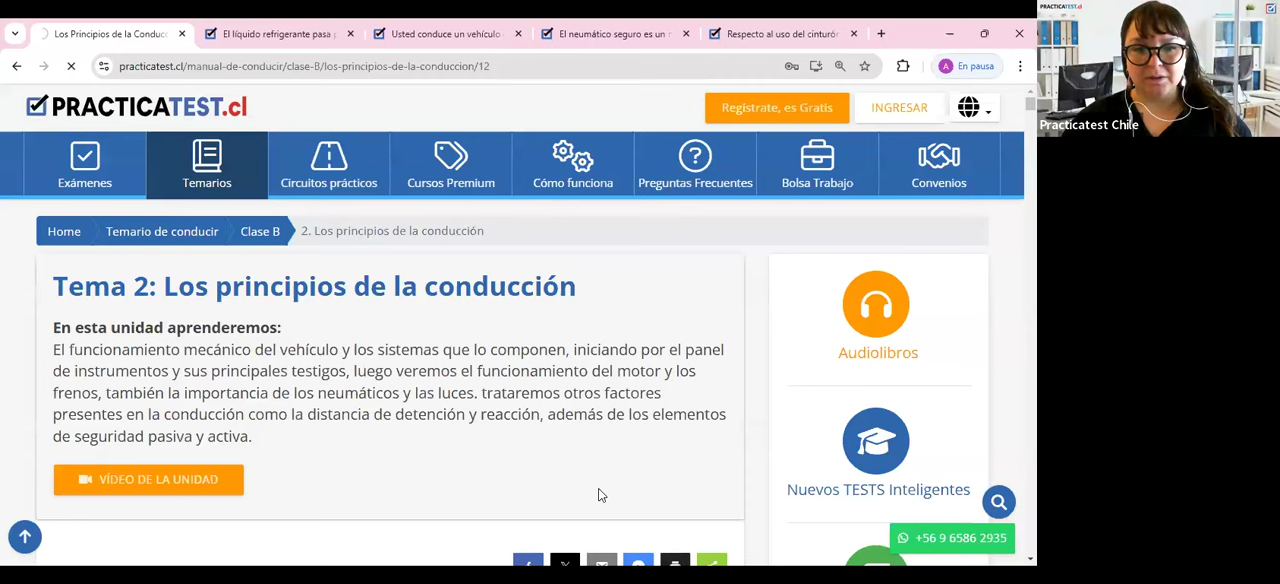 Los Principios de la Conducc
El líquido refrigerante pasa p
Usted conduce un vehículo
El neumático seguro es un r
Respecto al uso del cinturón
practicatest.cl/manual-de-conducir/clase-B/los-principios-de-la-conduccion/12
A
En pausa
PRACTICATEST.cl
Practicatest Chile
PRACTICATEST.cl
Regístrate, es Gratis
INGRESAR
Exámenes
Temarios
Circuitos prácticos
Cursos Premium
Cómo funciona
Preguntas Frecuentes
Bolsa Trabajo
Convenios
Home
Temario de conducir
Clase B
2. Los principios de la conducción
Tema 2: Los principios de la conducción
En esta unidad aprenderemos:
El funcionamiento mecánico del vehículo y los sistemas que lo componen, iniciando por el panel
de instrumentos y sus principales testigos, luego veremos el funcionamiento del motor y los
frenos, también la importancia de los neumáticos y las luces. trataremos otros factores
presentes en la conducción como la distancia de detención y reacción, además de los elementos
de seguridad pasiva y activa.
VÍDEO DE LA UNIDAD
Audiolibros
Nuevos TESTS Inteligentes
+56 9 6586 2935